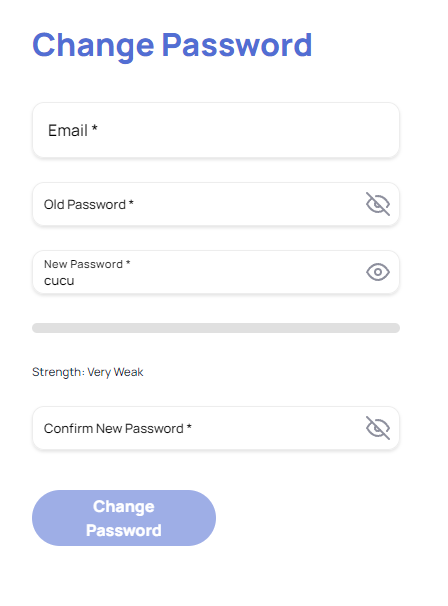 Change Password
Email *
Old Password *
New Password *
cucu
Strength: Very Weak
Confirm New Password *
Change
Password